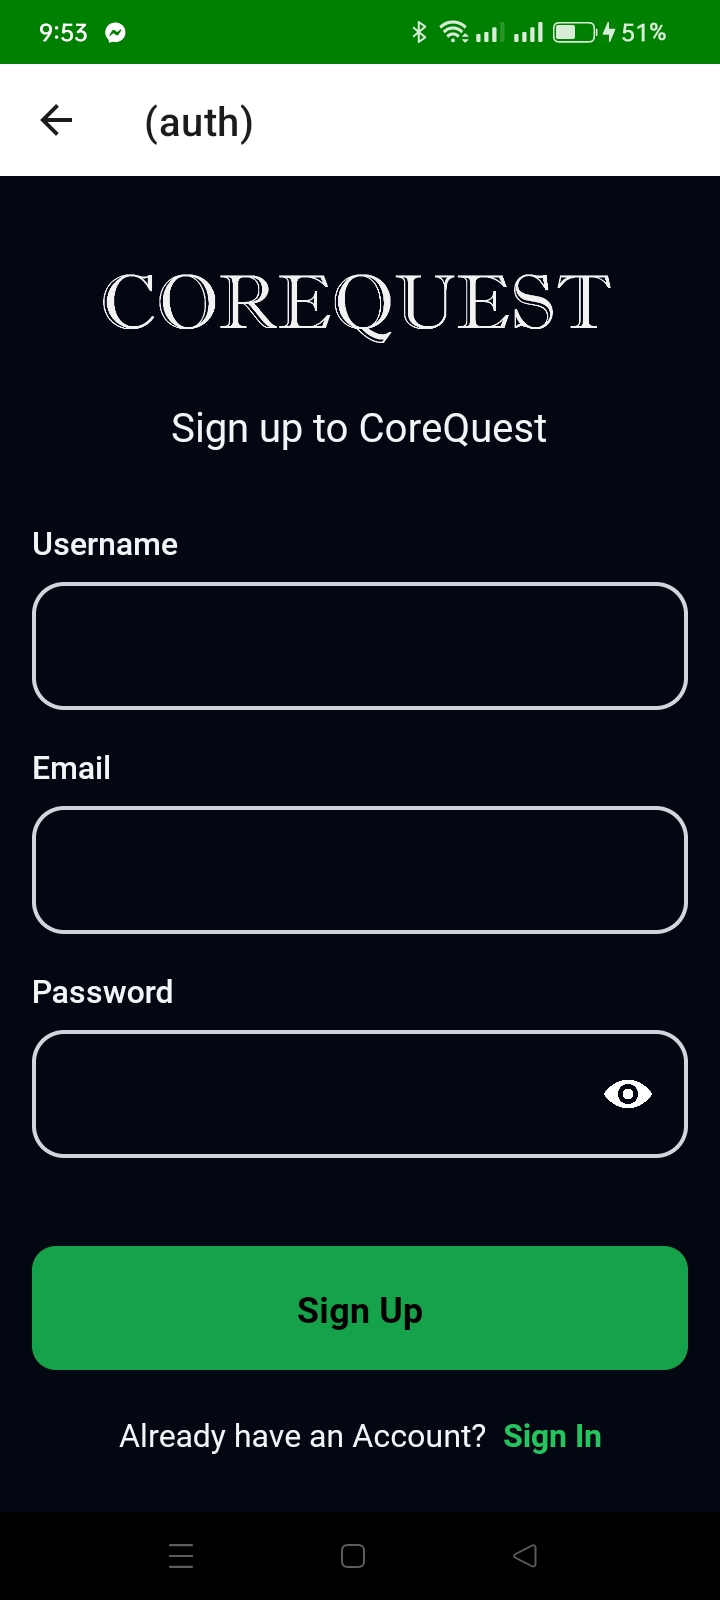 9:53 51%
(auth)
COREQUEST
Sign up to CoreQuest
Username
Email
Password
Sign Up
Already have an Account? Sign In